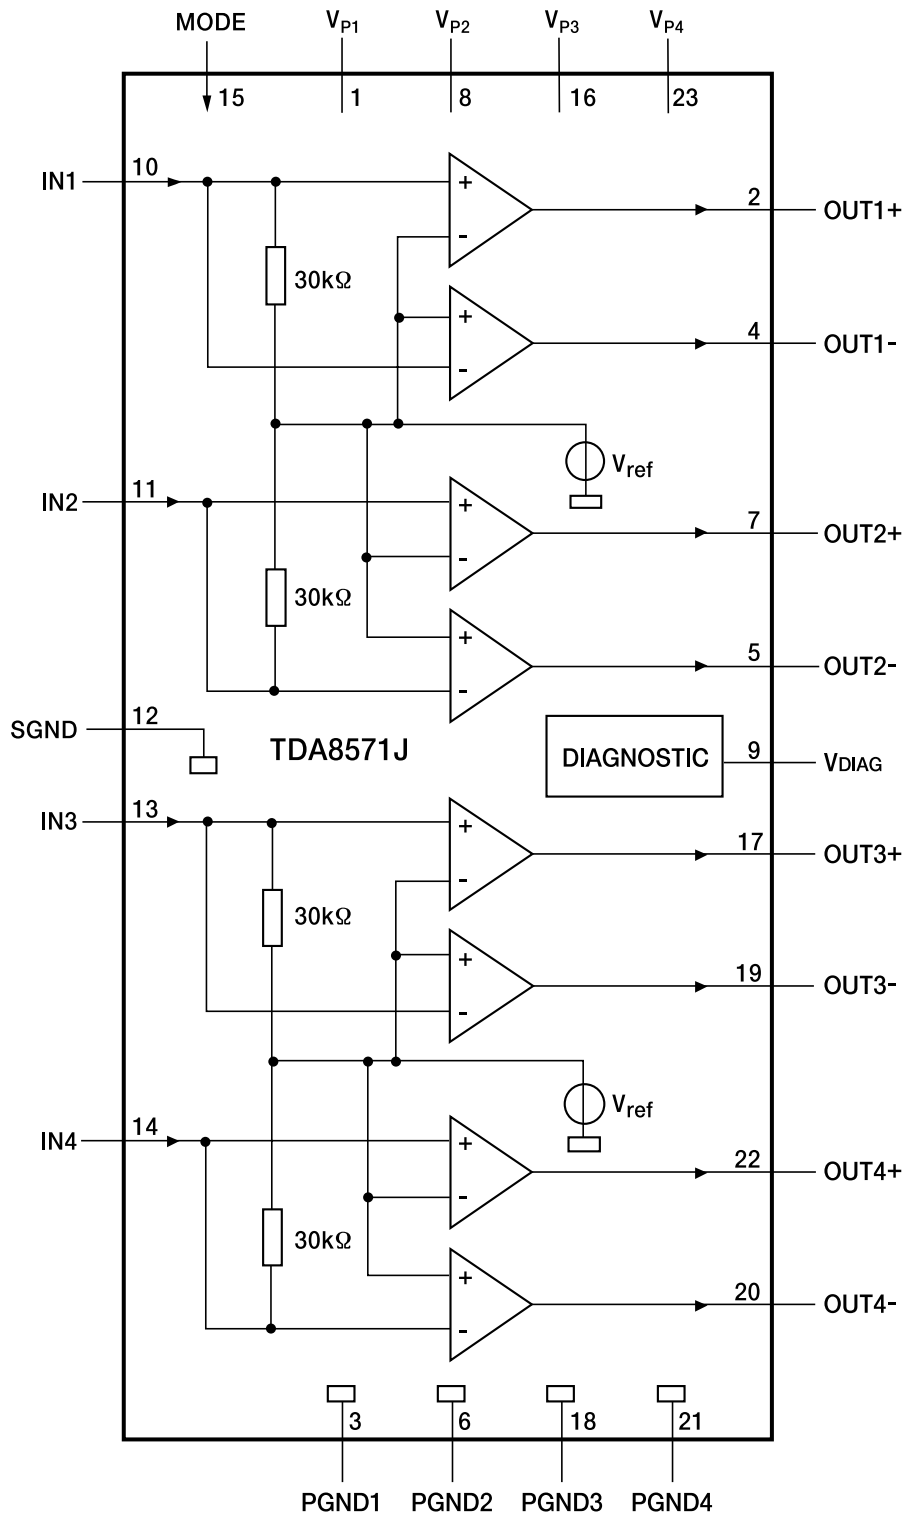 MODE VP1 VP2 VP3 VP4
15 1 8 16 23
IN1 10
+
-
2 OUT1+
30kΩ
+
-
4 OUT1-
Vref
IN2 11
+
-
7 OUT2+
30kΩ
+
-
5 OUT2-
SGND 12
TDA8571J
DIAGNOSTIC
9 VDIAG
IN3 13
+
-
17 OUT3+
30kΩ
+
-
19 OUT3-
Vref
IN4 14
+
-
22 OUT4+
30kΩ
+
-
20 OUT4-
3 6 18 21
PGND1 PGND2 PGND3 PGND4